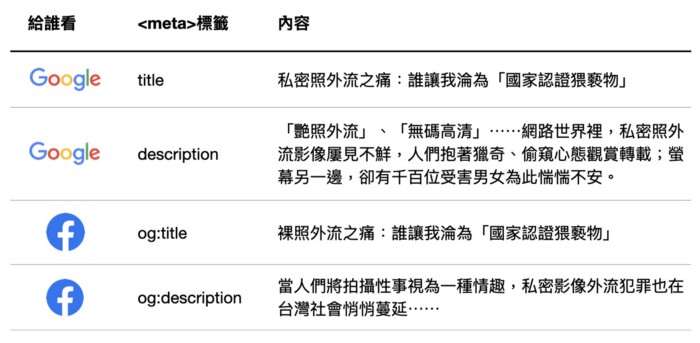 給誰看 <meta>標籤 內容
Google title 私密照外流之痛：誰讓我淪為「國家認證猥褻物」
「艷照外流」、「無碼高清」⋯⋯網路世界裡，私密照外
Google description 流影像屢見不鮮，人們抱著獵奇、偷窺心態觀賞轉載；螢
幕另一邊，卻有千百位受害男女為此惴惴不安。
og:title 裸照外流之痛：誰讓我淪為「國家認證猥褻物」
og:description 當人們將拍攝性事視為一種情趣，私密影像外流犯罪也在
台灣社會悄悄蔓延⋯⋯